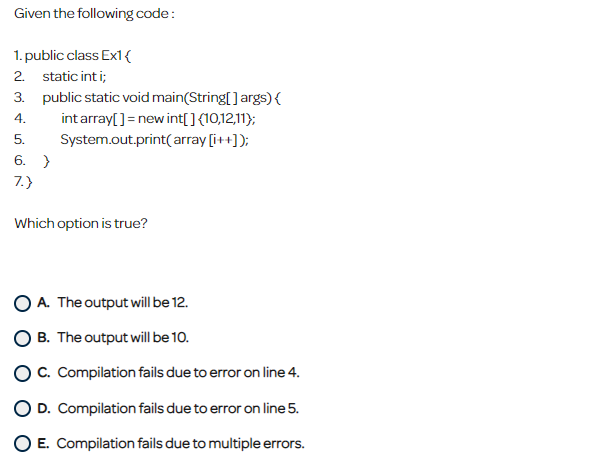 Given the following code :
1. public class Ex1 {
2. static int i;
3. public static void main(String[ ] args) {
4. int array[ ] = new int[ ] {10,12,11};
5. System.out.print( array [i++] );
6. }
7. }
Which option is true?
A. The output will be 12.
B. The output will be 10.
C. Compilation fails due to error on line 4.
D. Compilation fails due to error on line 5.
E. Compilation fails due to multiple errors.